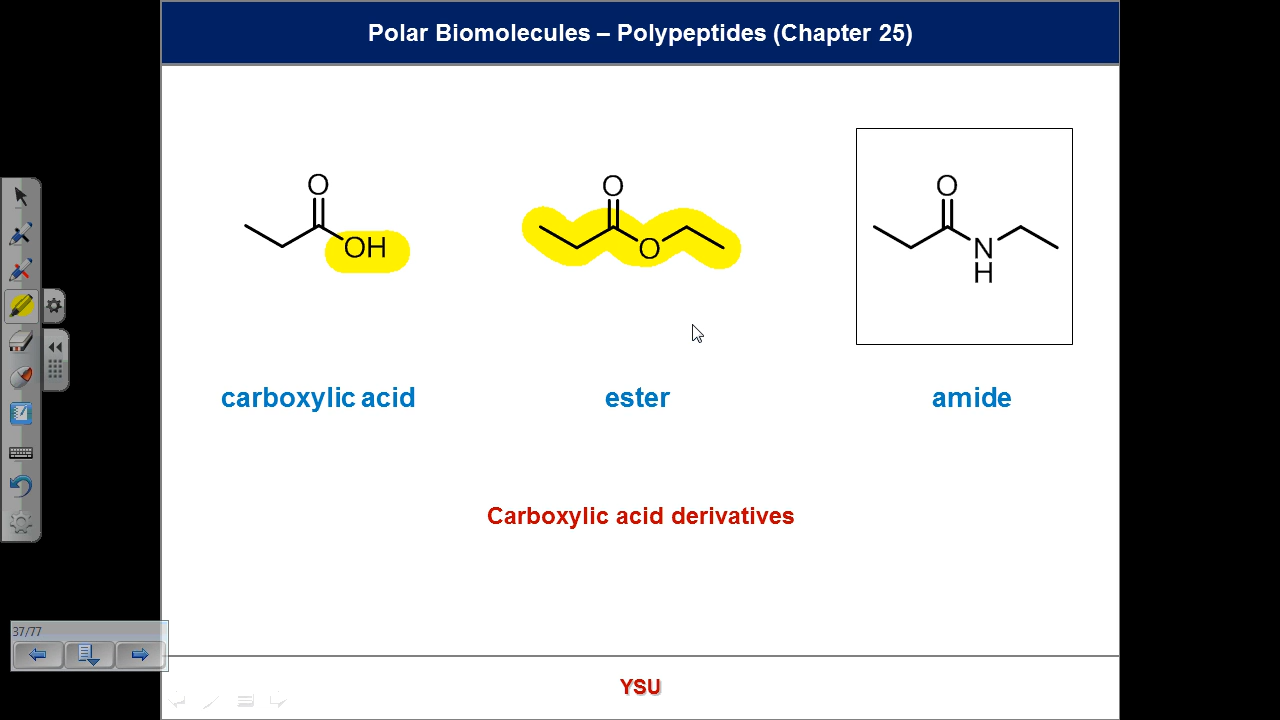 Polar Biomolecules – Polypeptides (Chapter 25)
O
OH
O
O
O
N
H
carboxylic acid
ester
amide
Carboxylic acid derivatives
37/77
YSU